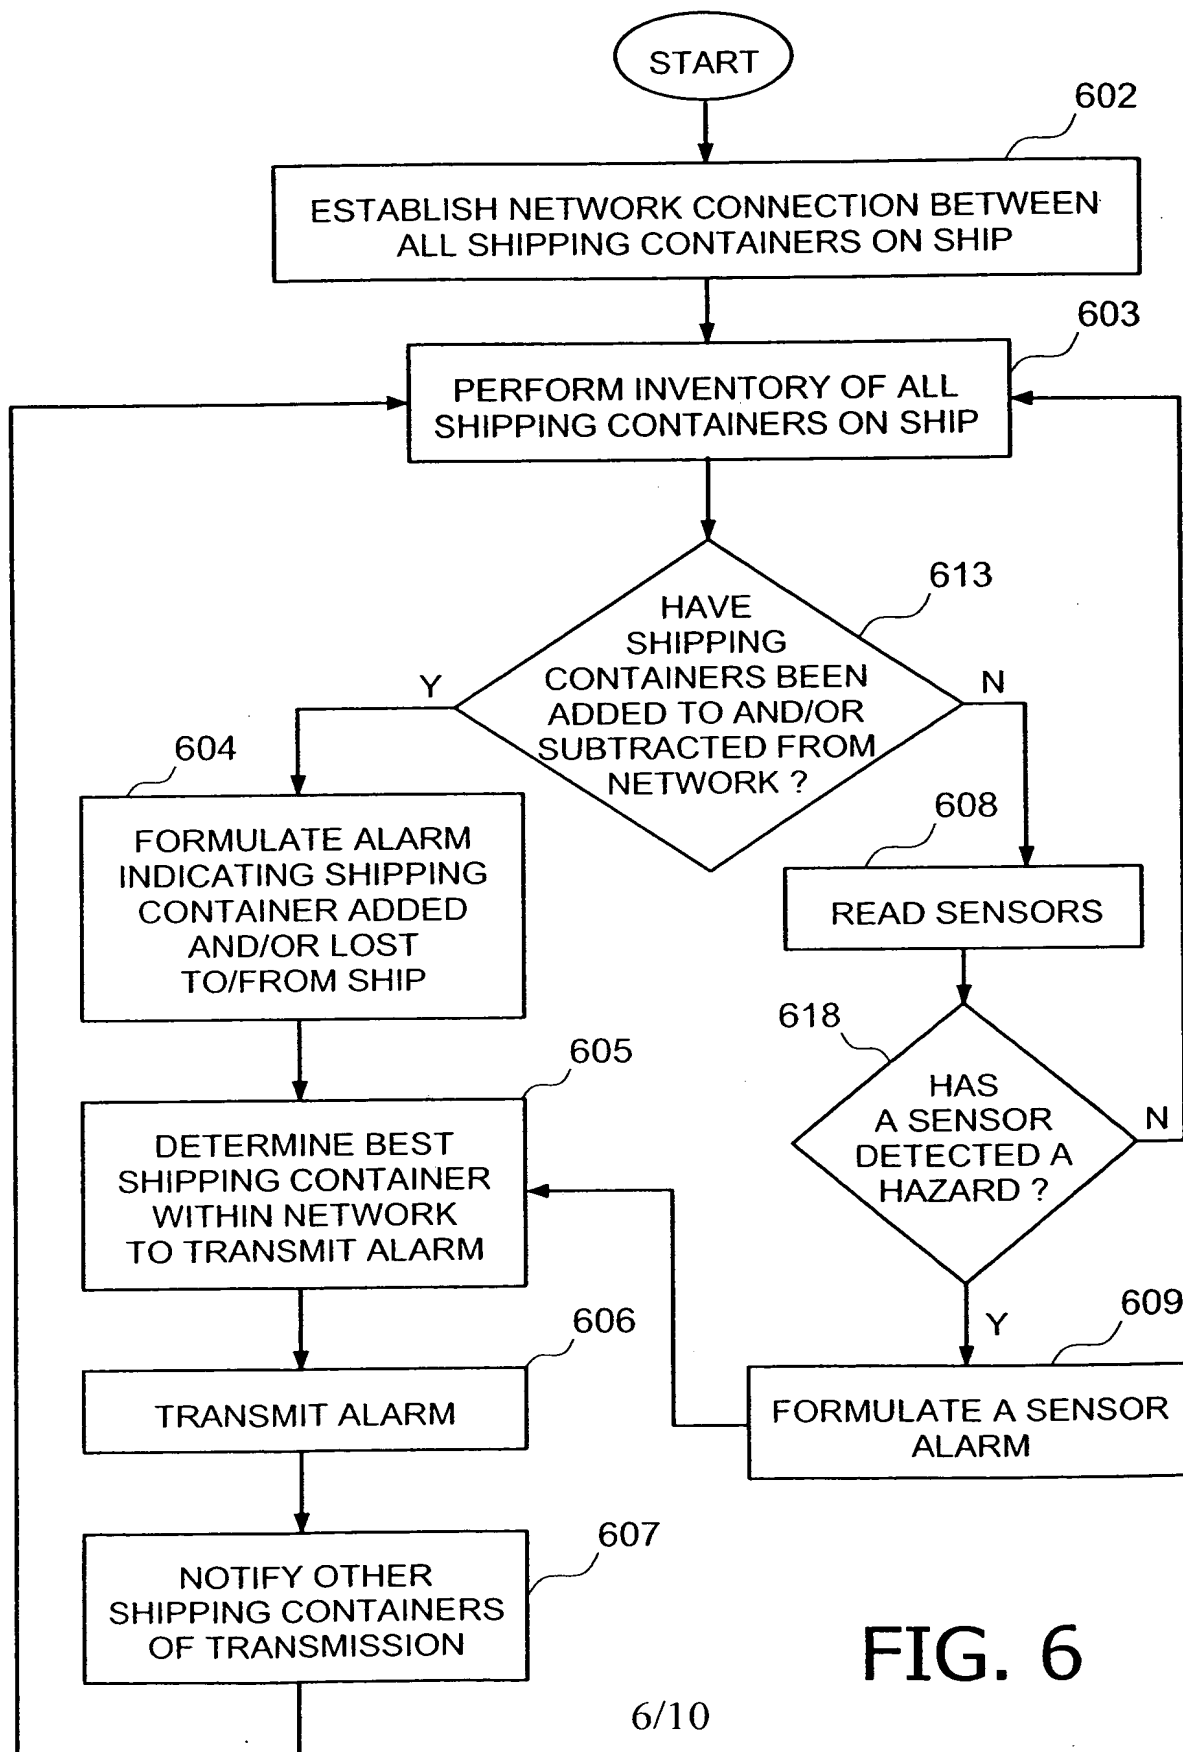 START
602
ESTABLISH NETWORK CONNECTION BETWEEN
ALL SHIPPING CONTAINERS ON SHIP
603
PERFORM INVENTORY OF ALL
SHIPPING CONTAINERS ON SHIP
613
HAVE
SHIPPING
CONTAINERS BEEN
ADDED TO AND/OR
SUBTRACTED FROM
NETWORK ?
Y
N
604
FORMULATE ALARM
INDICATING SHIPPING
CONTAINER ADDED
AND/OR LOST
TO/FROM SHIP
608
READ SENSORS
618
HAS
A SENSOR
DETECTED A
HAZARD ?
N
Y
605
DETERMINE BEST
SHIPPING CONTAINER
WITHIN NETWORK
TO TRANSMIT ALARM
609
FORMULATE A SENSOR
ALARM
606
TRANSMIT ALARM
607
NOTIFY OTHER
SHIPPING CONTAINERS
OF TRANSMISSION
FIG. 6
6/10